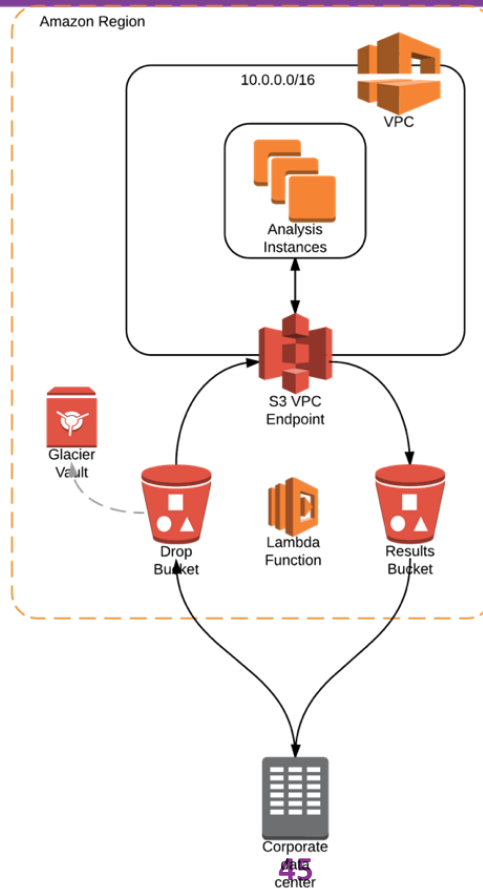 Amazon Region
10.0.0.0/16
VPC
Analysis
Instances
S3 VPC
Endpoint
Glacier
Vault
Drop
Bucket
Lambda
Function
Results
Bucket
Corporate
data
center
45